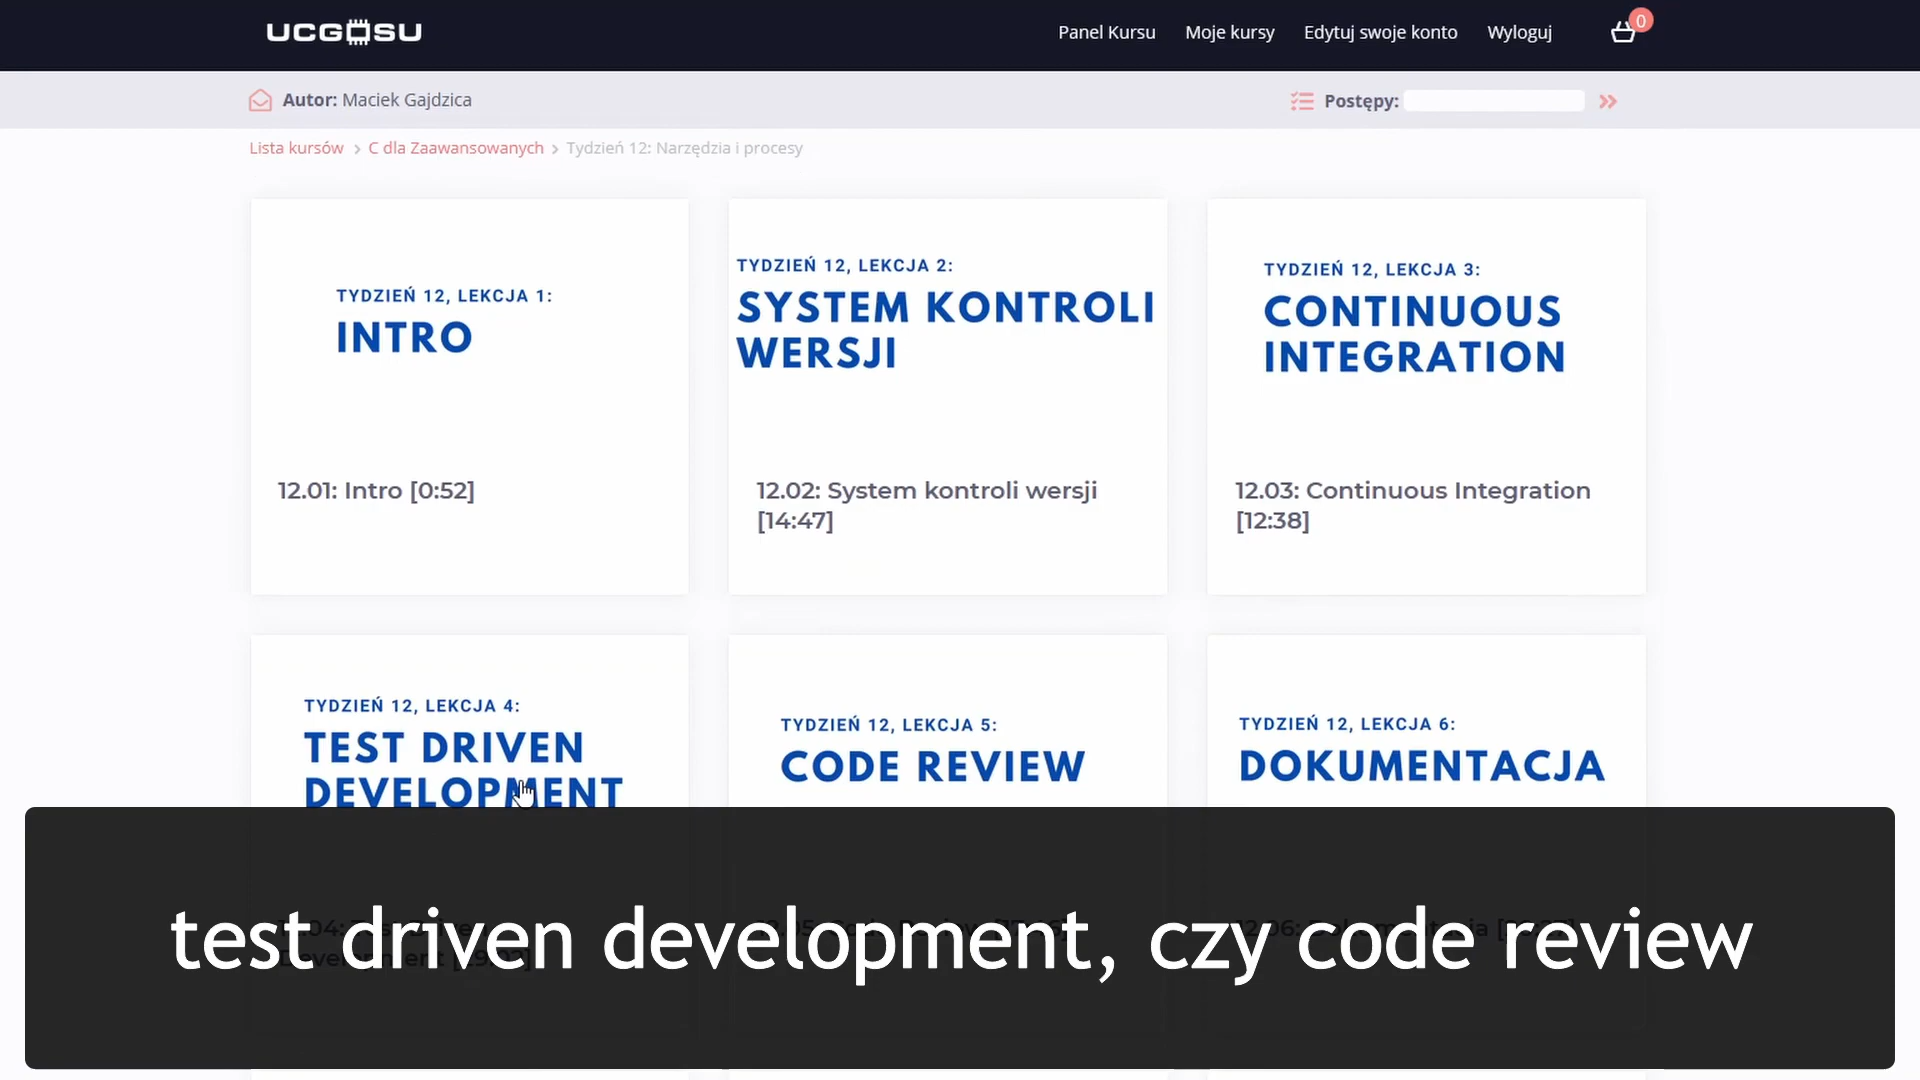 UCGOSU
Panel Kursu
Moje kursy
Edytuj swoje konto
Wyloguj
0
Autor: Maciek Gajdzica
Postępy:
Lista kursów > C dla Zaawansowanych > Tydzień 12: Narzędzia i procesy
TYDZIEŃ 12, LEKCJA 1:
INTRO
12.01: Intro [0:52]
TYDZIEŃ 12, LEKCJA 2:
SYSTEM KONTROLI
WERSJI
12.02: System kontroli wersji
[14:47]
TYDZIEŃ 12, LEKCJA 3:
CONTINUOUS
INTEGRATION
12.03: Continuous Integration
[12:38]
TYDZIEŃ 12, LEKCJA 4:
TEST DRIVEN
DEVELOPMENT
TYDZIEŃ 12, LEKCJA 5:
CODE REVIEW
TYDZIEŃ 12, LEKCJA 6:
DOKUMENTACJA
test driven development, czy code review